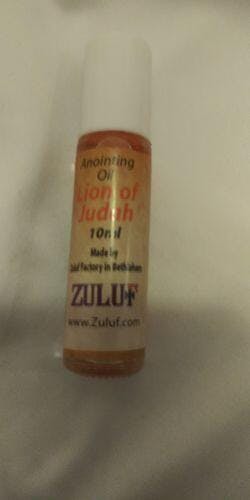 Anointing
Oil
Lion of
Judah
10ml
Made by
Zuluf Factory in Bethlehem
ZULUF
www.Zuluf.com